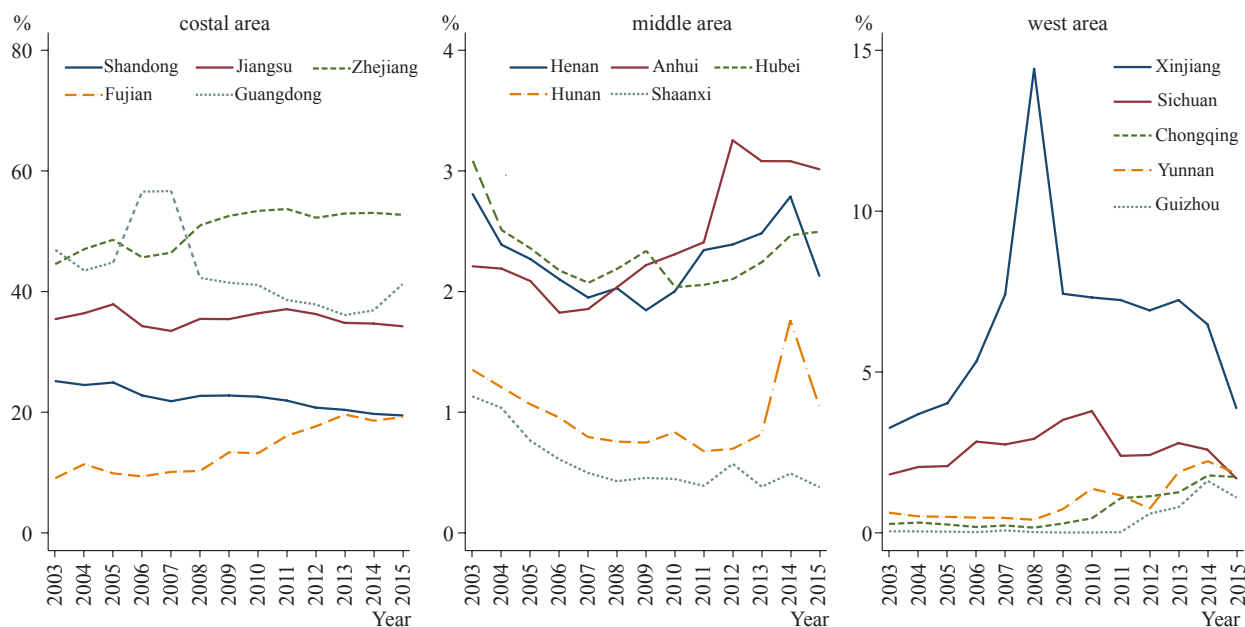 % costal area
80
Shandong Jiangsu Zhejiang
Fujian Guangdong
60
40
20
0
2003 2004 2005 2006 2007 2008 2009 2010 2011 2012 2013 2014 2015
Year
% middle area
4
Henan Anhui Hubei
Hunan Shaanxi
3
2
1
0
2003 2004 2005 2006 2007 2008 2009 2010 2011 2012 2013 2014 2015
Year
% west area
15
Xinjiang
Sichuan
Chongqing
Yunnan
Guizhou
10
5
0
2003 2004 2005 2006 2007 2008 2009 2010 2011 2012 2013 2014 2015
Year